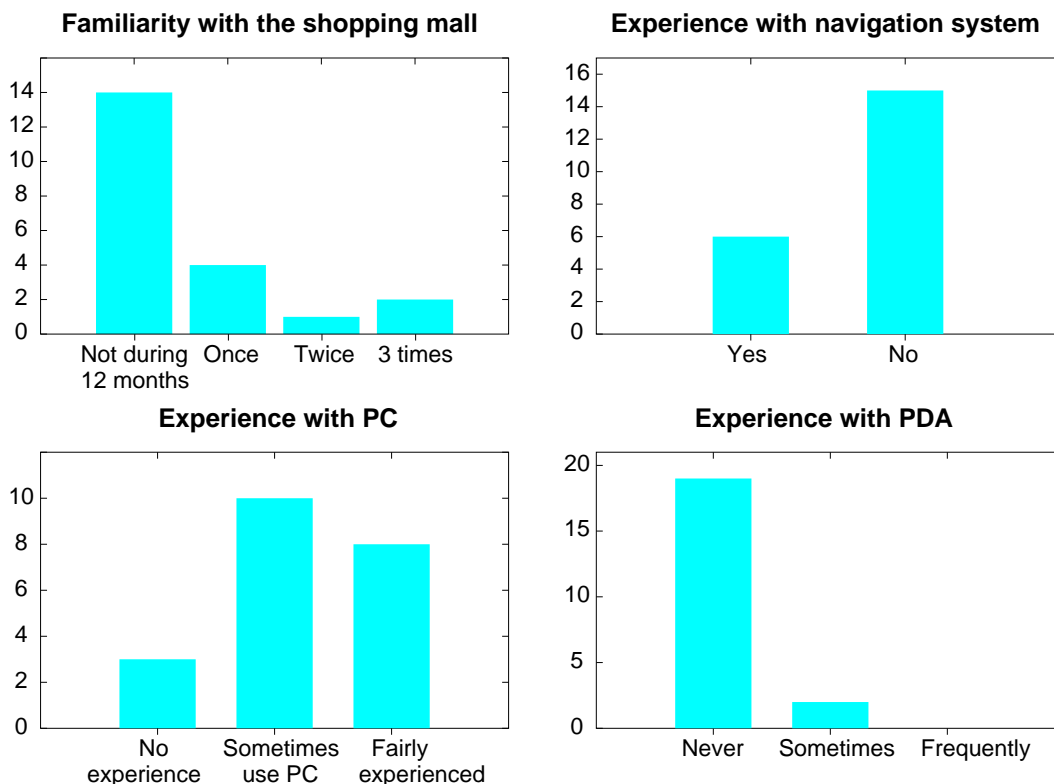 Familiarity with the shopping mall
14
12
10
8
6
4
2
0
Not during Once Twice 3 times
12 months
Experience with navigation system
16
14
12
10
8
6
4
2
0
Yes No
Experience with PC
10
8
6
4
2
0
No Sometimes Fairly
experience use PC experienced
Experience with PDA
20
15
10
5
0
Never Sometimes Frequently